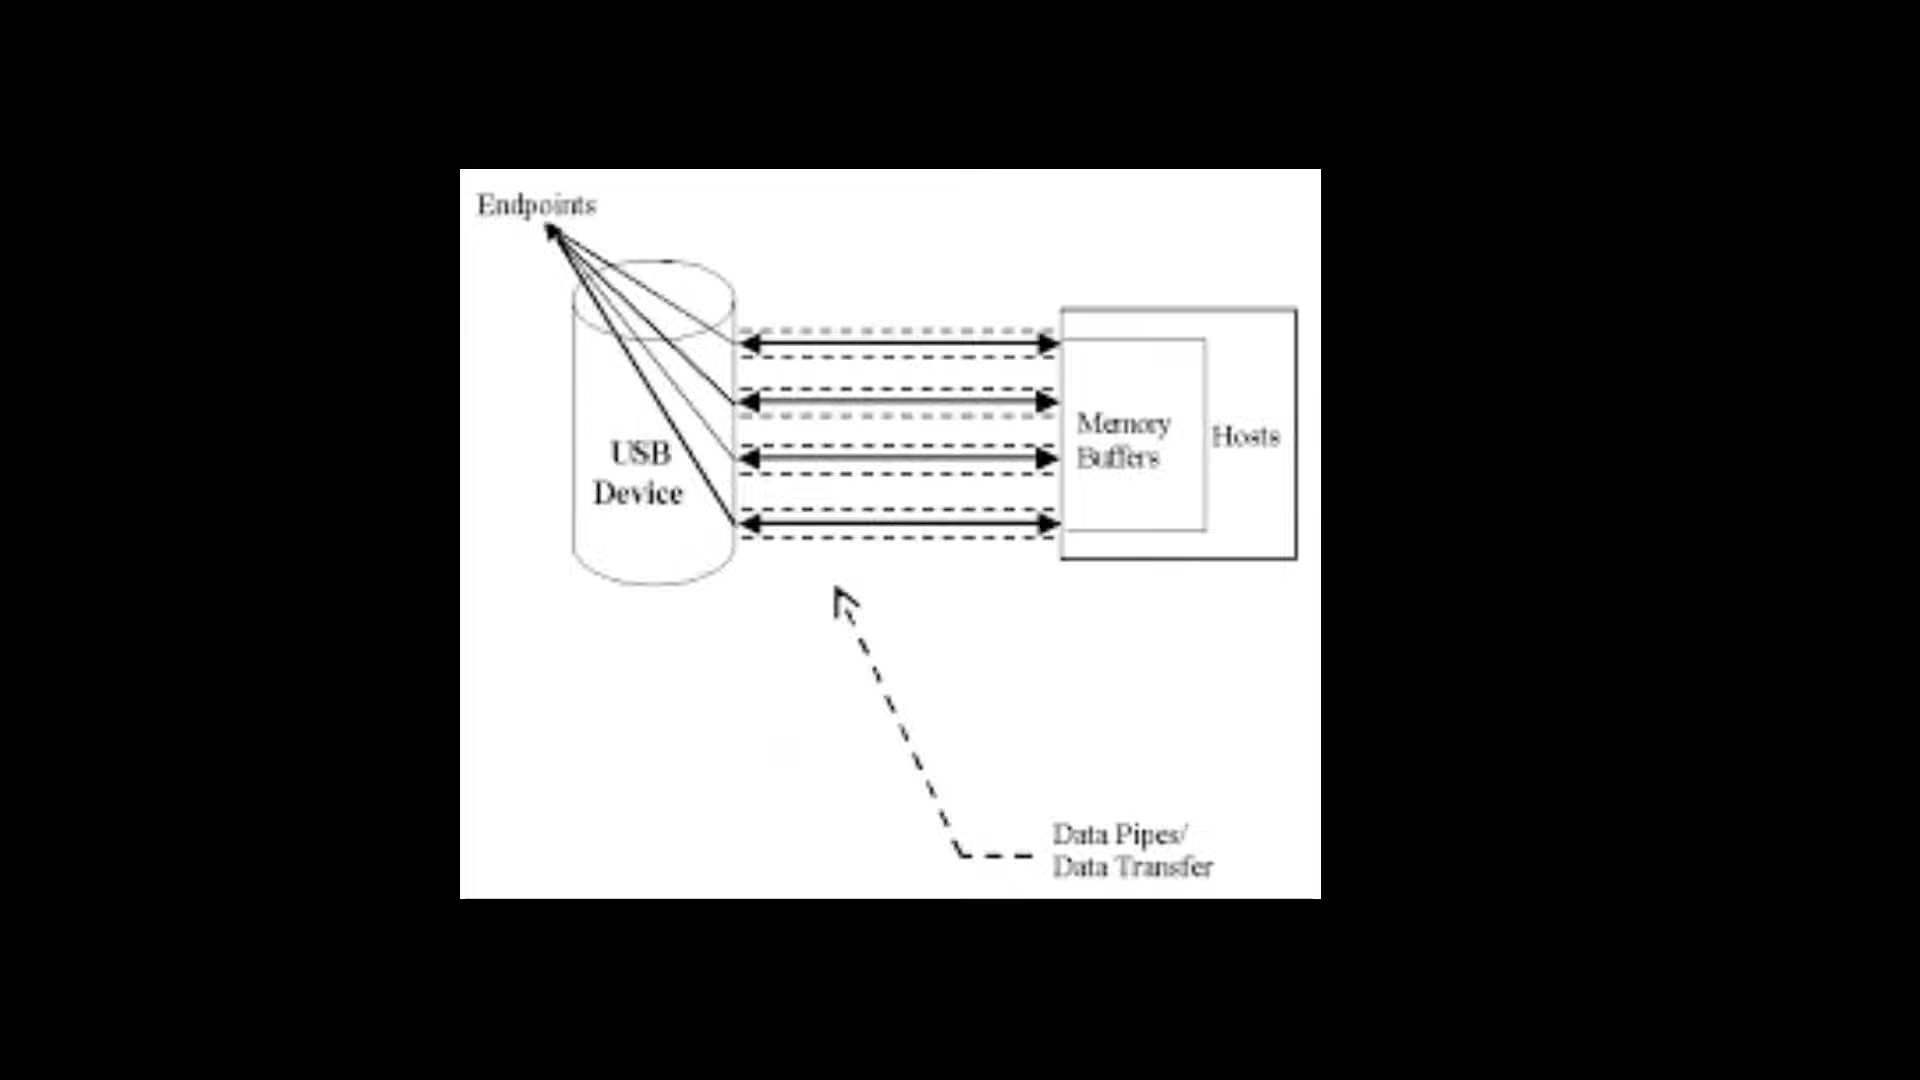 Endpoints
USB
Device
Memory
Buffers
Hosts
Data Pipes/
Data Transfer